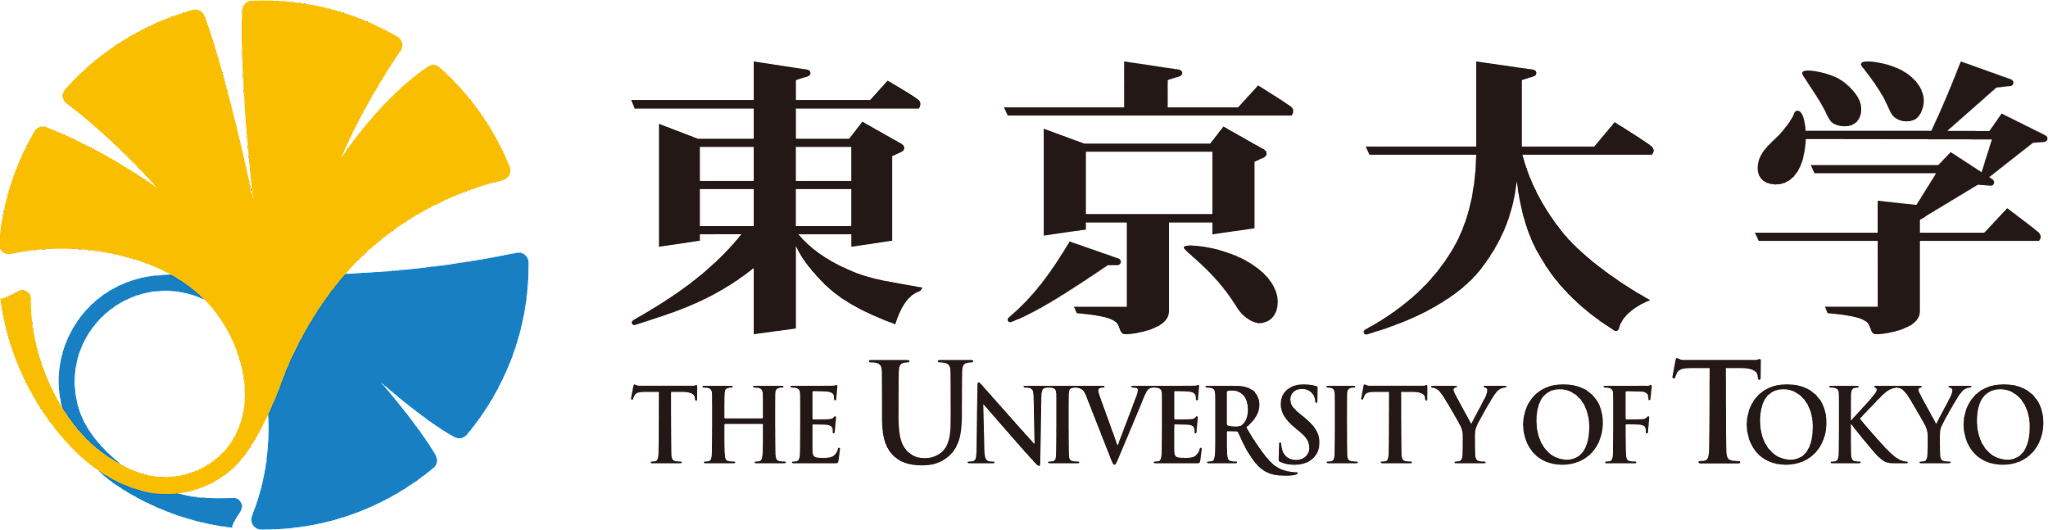 東京大学
THE UNIVERSITY OF TOKYO